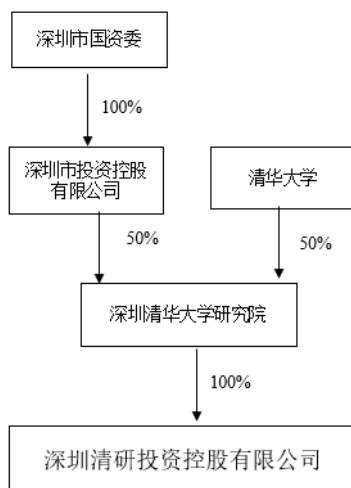 深圳市国资委
100%
深圳市投资控股
有限公司
清华大学
50%
50%
深圳清华大学研究院
100%
深圳清研投资控股有限公司